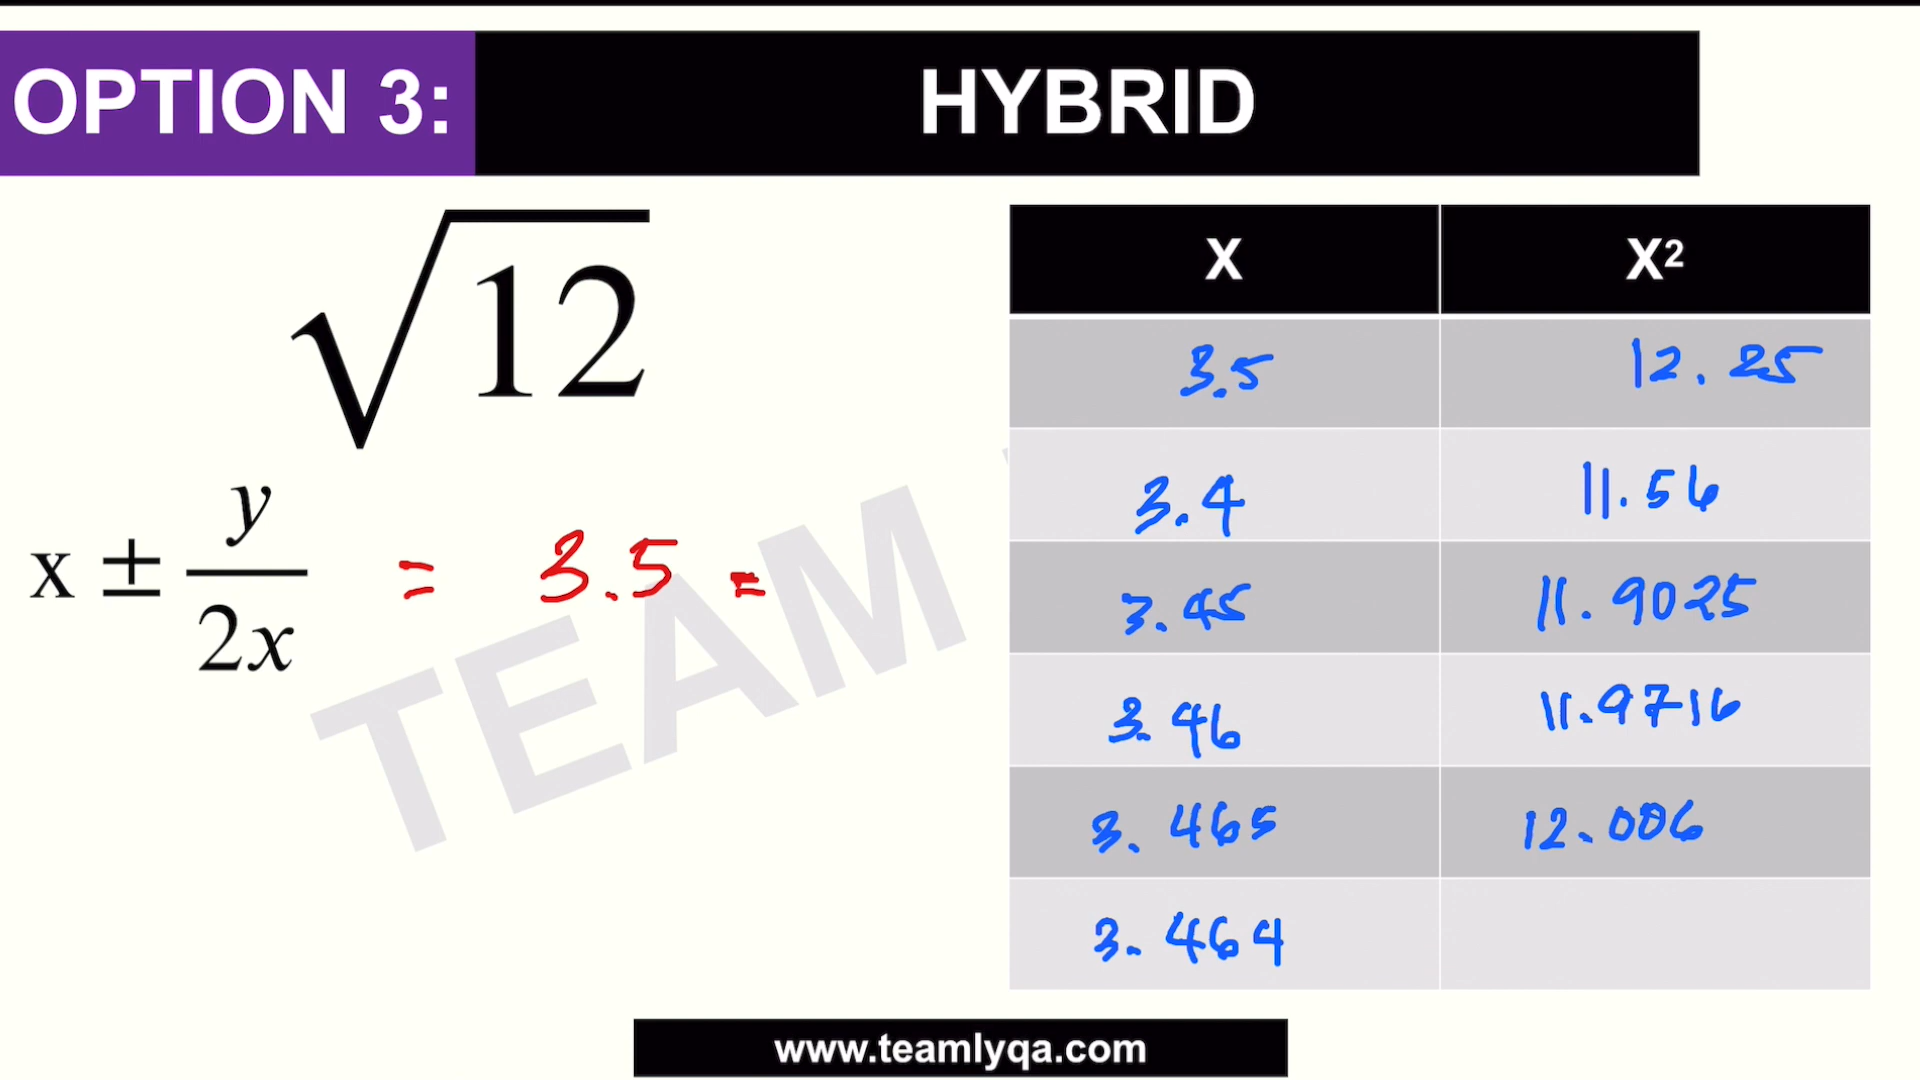 OPTION 3: HYBRID
√12
x ± y/2x = 3.5 =
TEAM
X X²
3.5 12.25
3.4 11.56
3.45 11.9025
3.46 11.9716
3.465 12.006
3.464
www.teamlyqa.com